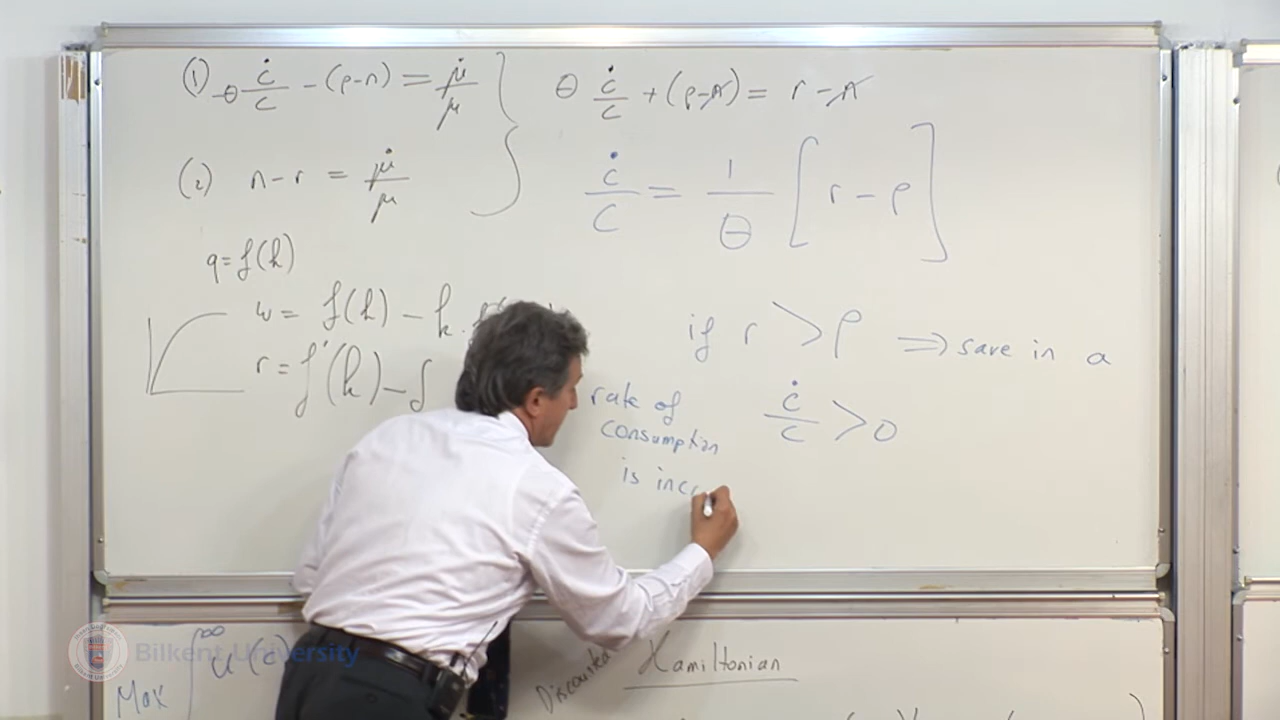 (1) -θ ċ/c - (ρ-n) = μ̇/μ
θ ċ/c + (ρ-n) = r - n
(2) n-r = μ̇/μ
ċ/c = 1/θ [r-ρ]
q=f(k)
w= f(k) - k.
r= f'(k) - δ
if r > ρ ⇒ save in a
rate of
consumption
is inc
ċ/c > 0
Max ∫ ∞ u(c
Discounted Hamiltonian
Bilkent University